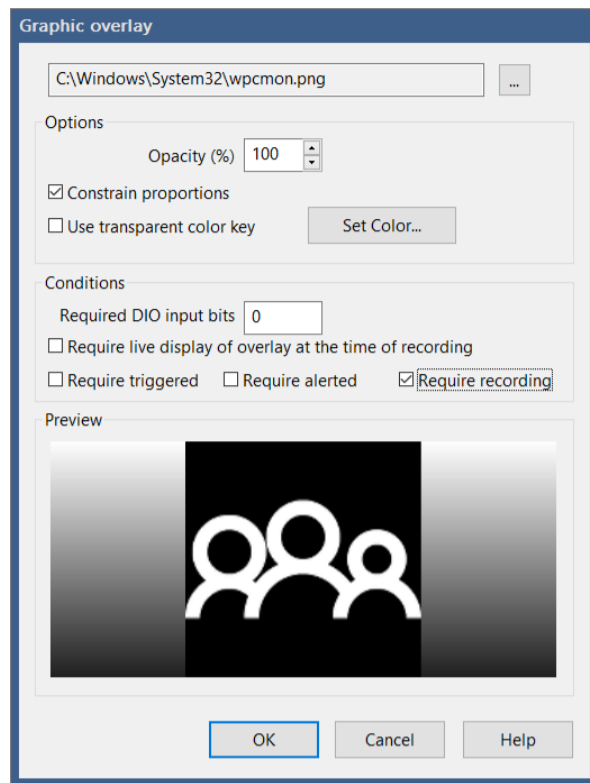 Graphic overlay
C:\Windows\System32\wpcmon.png
...
Options
Opacity (%) 100
Constrain proportions
Use transparent color key Set Color...
Conditions
Required DIO input bits 0
Require live display of overlay at the time of recording
Require triggered Require alerted Require recording
Preview
OK Cancel Help